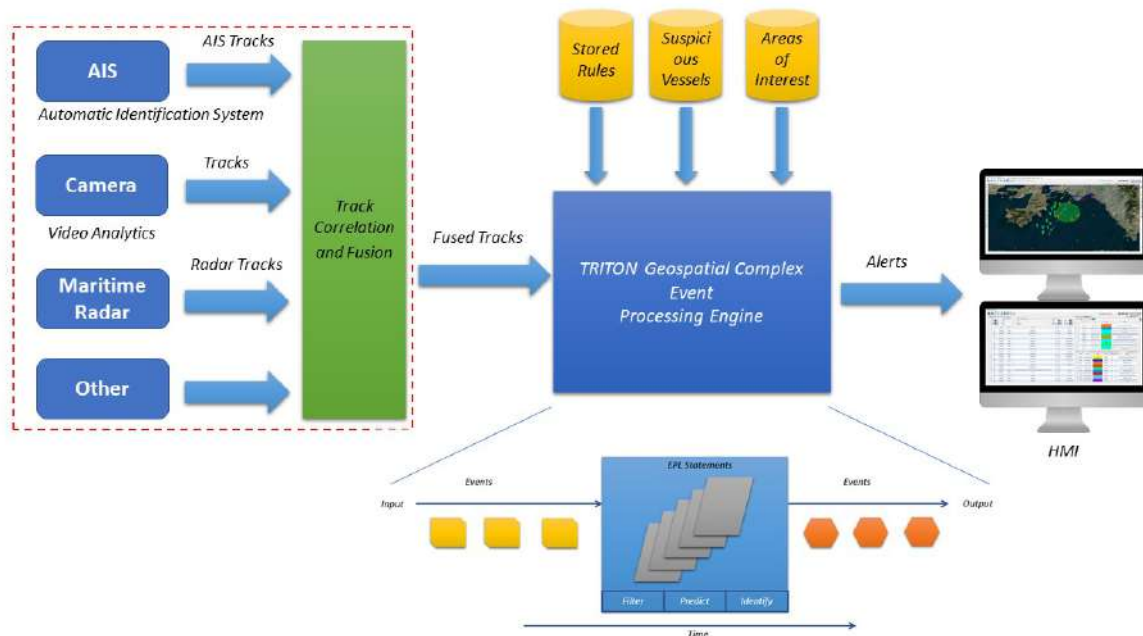 AIS
AIS Tracks
Automatic Identification System
Camera
Tracks
Video Analytics
Maritime
Radar
Radar Tracks
Other
Track
Correlation
and Fusion
Fused Tracks
Stored
Rules
Suspici
ous
Vessels
Areas
of
Interest
TRITON Geospatial Complex
Event
Processing Engine
Alerts
HMI
EPL Statements
Events
Events
Input
Output
Filter
Predict
Identify
Time